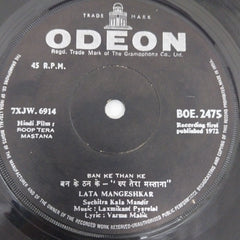 TRADE MARK
ODEON
Regd. Trade Mark of The Gramophone Co. Ltd.
45 R.P.M.
7XJW. 6914
BOE. 2475
Hindi Film :
ROOP TERA
MASTANA
Recording first
published 1972
BAN KE THAN KE
बन के ठन के - "रुप तेरा मस्ताना"
LATA MANGESHKAR
Suchitra Kala Mandir
Music : Laxmikant Pyarelal
Lyric : Varma Malik